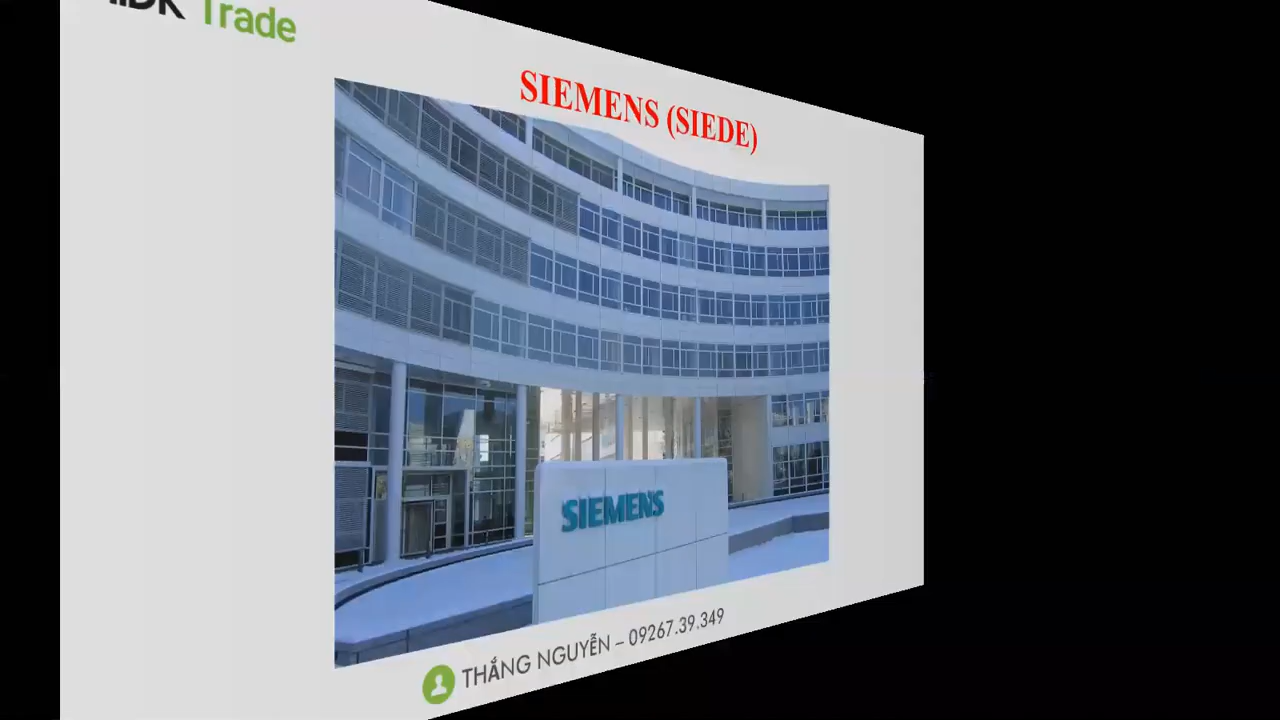 Trade
SIEMENS (SIEDE)
SIEMENS
THẮNG NGUYỄN – 09267.39.349